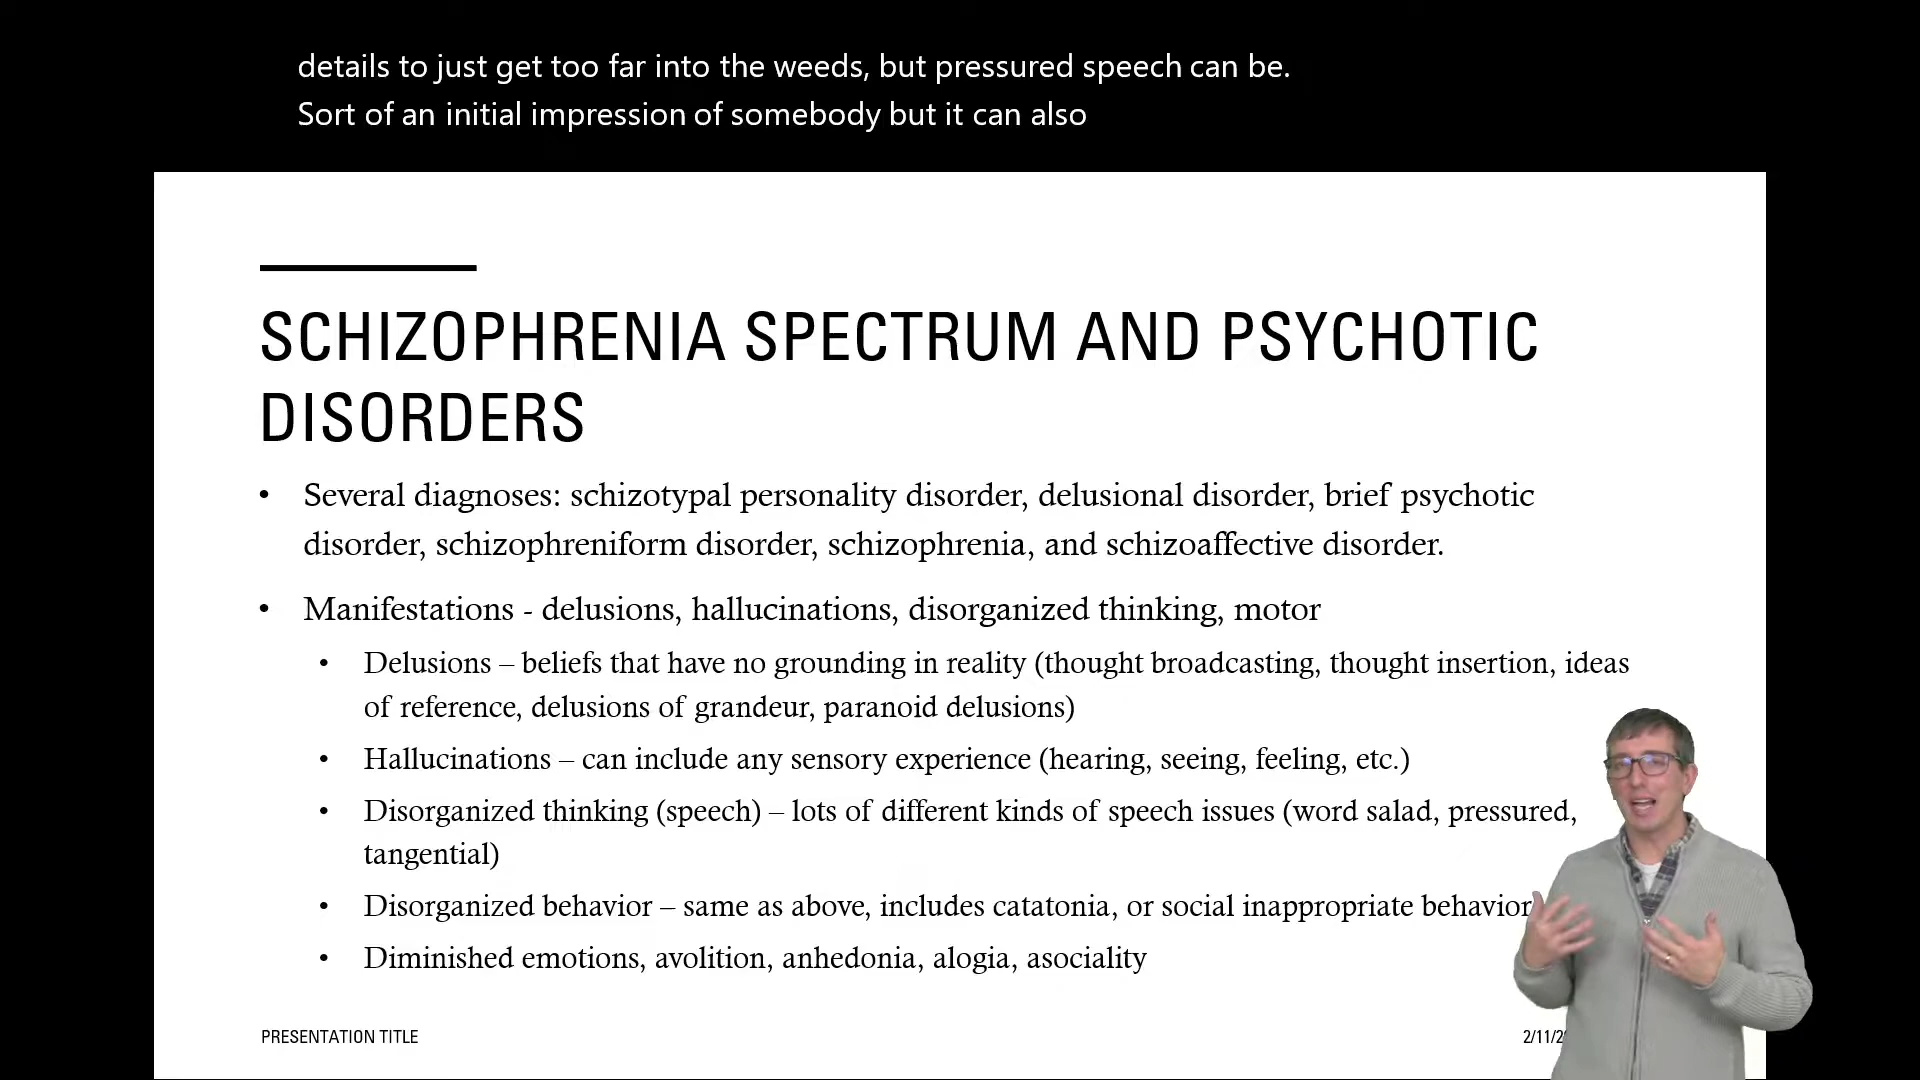 details to just get too far into the weeds, but pressured speech can be.
Sort of an initial impression of somebody but it can also
SCHIZOPHRENIA SPECTRUM AND PSYCHOTIC
DISORDERS
• Several diagnoses: schizotypal personality disorder, delusional disorder, brief psychotic
disorder, schizophreniform disorder, schizophrenia, and schizoaffective disorder.
• Manifestations - delusions, hallucinations, disorganized thinking, motor
• Delusions – beliefs that have no grounding in reality (thought broadcasting, thought insertion, ideas
of reference, delusions of grandeur, paranoid delusions)
• Hallucinations – can include any sensory experience (hearing, seeing, feeling, etc.)
• Disorganized thinking (speech) – lots of different kinds of speech issues (word salad, pressured,
tangential)
• Disorganized behavior – same as above, includes catatonia, or social inappropriate behavior
• Diminished emotions, avolition, anhedonia, alogia, asociality
PRESENTATION TITLE